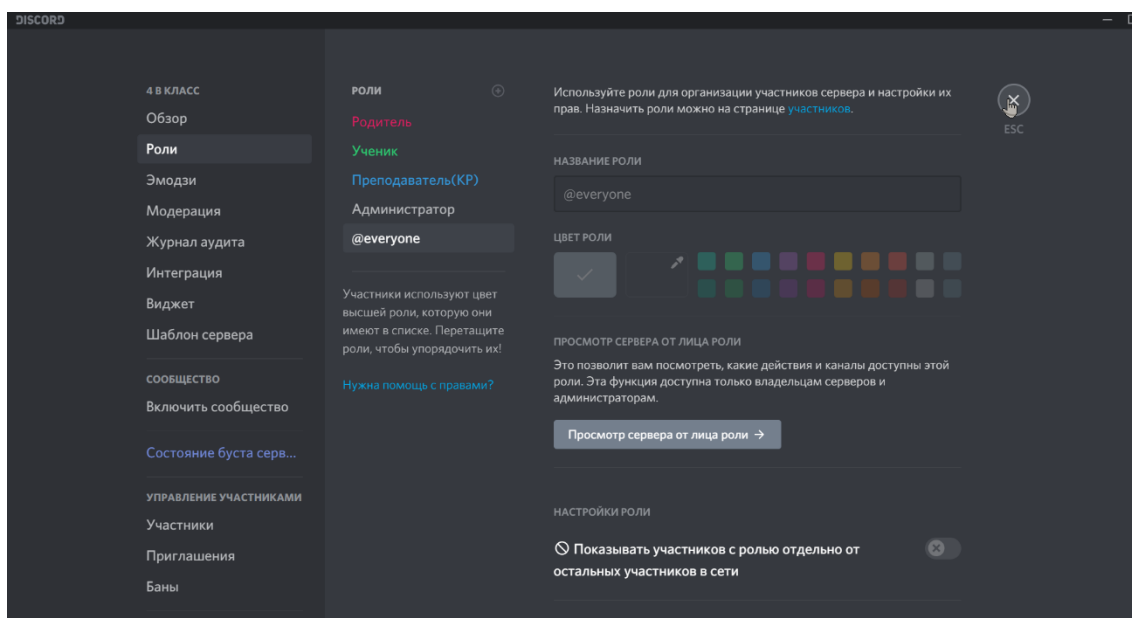 DISCORD
4 В КЛАСС
Обзор
Роли
Эмодзи
Модерация
Журнал аудита
Интеграция
Виджет
Шаблон сервера
СООБЩЕСТВО
Включить сообщество
Состояние буста серв...
УПРАВЛЕНИЕ УЧАСТНИКАМИ
Участники
Приглашения
Баны
РОЛИ
Родитель
Ученик
Преподаватель(КР)
Администратор
@everyone
Участники используют цвет
высшей роли, которую они
имеют в списке. Перетащите
роли, чтобы упорядочить их!
Нужна помощь с правами?
Используйте роли для организации участников сервера и настройки их
прав. Назначить роли можно на странице участников.
НАЗВАНИЕ РОЛИ
@everyone
ЦВЕТ РОЛИ
ПРОСМОТР СЕРВЕРА ОТ ЛИЦА РОЛИ
Это позволит вам посмотреть, какие действия и каналы доступны этой
роли. Эта функция доступна только владельцам серверов и
администраторам.
Просмотр сервера от лица роли →
НАСТРОЙКИ РОЛИ
Показывать участников с ролью отдельно от
остальных участников в сети
ESC